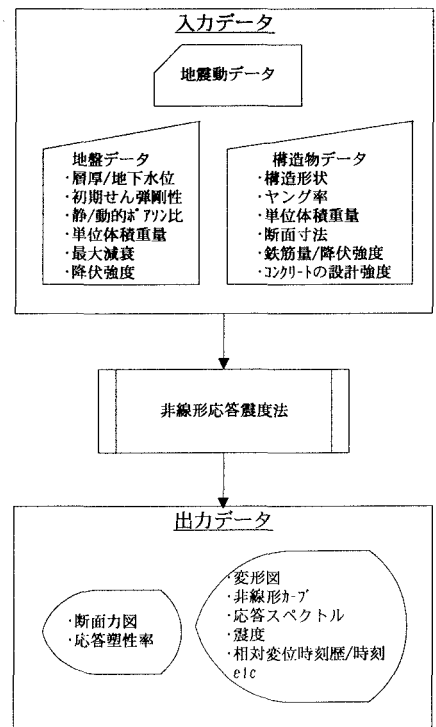 入力データ
地震動データ
地盤データ
・層厚/地下水位
・初期せん弾剛性
・静/動的ﾎﾟｱｿﾝ比
・単位体積重量
・最大減衰
・降伏強度
構造物データ
・構造形状
・ヤング率
・単位体積重量
・断面寸法
・鉄筋量/降伏強度
・ｺﾝｸﾘｰﾄの設計強度
非線形応答震度法
出力データ
・断面力図
・応答塑性率
・変形図
・非線形ｶｰﾌﾞ
・応答スペクトル
・震度
・相対変位時刻歴/時刻
etc